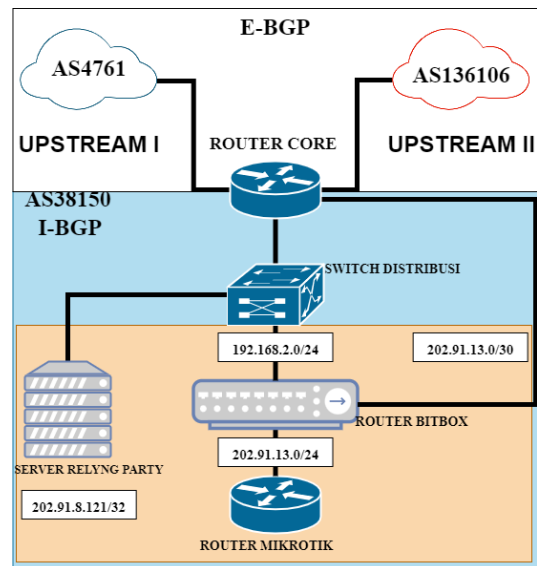 E-BGP
AS4761
AS136106
UPSTREAM I
ROUTER CORE
UPSTREAM II
AS38150
I-BGP
SWITCH DISTRIBUSI
192.168.2.0/24
202.91.13.0/30
ROUTER BITBOX
SERVER RELYNG PARTY
202.91.13.0/24
202.91.8.121/32
ROUTER MIKROTIK